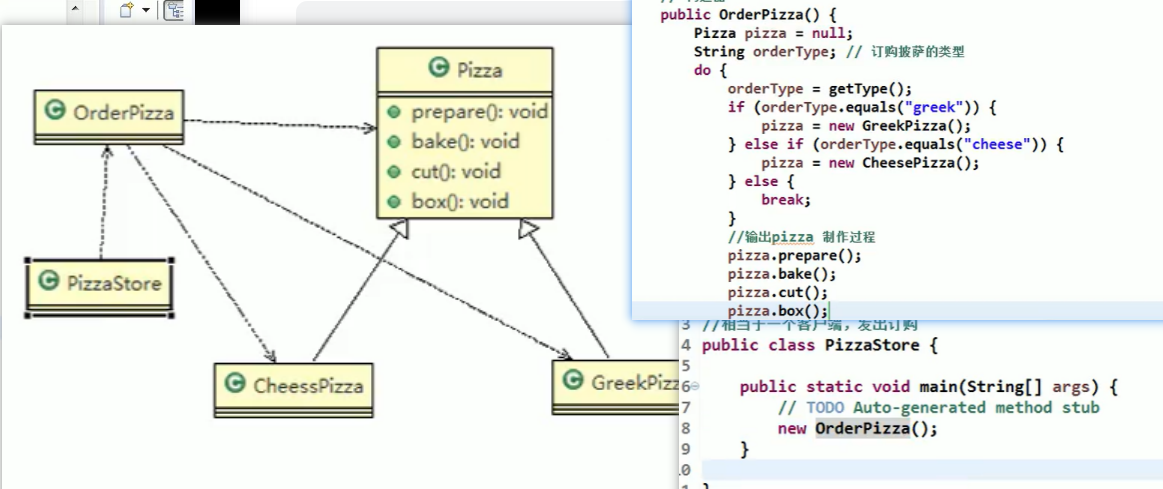 OrderPizza
Pizza
prepare(): void
bake(): void
cut(): void
box(): void
PizzaStore
CheessPizza
GreekPizz
public OrderPizza() {
Pizza pizza = null;
String orderType; // 订购披萨的类型
do {
orderType = getType();
if (orderType.equals("greek")) {
pizza = new GreekPizza();
} else if (orderType.equals("cheese")) {
pizza = new CheesePizza();
} else {
break;
}
//输出pizza 制作过程
pizza.prepare();
pizza.bake();
pizza.cut();
pizza.box();
3 //相当于一个客户端，发出订购
4 public class PizzaStore {
5
6 public static void main(String[] args) {
7 // TODO Auto-generated method stub
8 new OrderPizza();
9 }